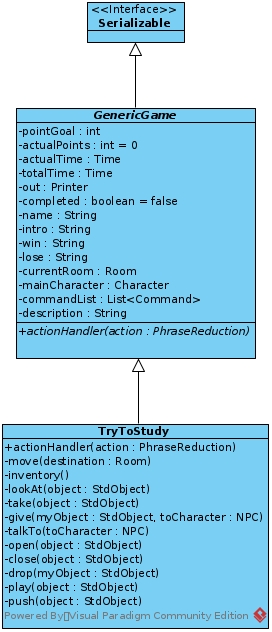 <<Interface>>
Serializable
GenericGame
-pointGoal : int
-actualPoints : int = 0
-actualTime : Time
-totalTime : Time
-out : Printer
-completed : boolean = false
-name : String
-intro : String
-win : String
-lose : String
-currentRoom : Room
-mainCharacter : Character
-commandList : List<Command>
-description : String
+actionHandler(action : PhraseReduction)
TryToStudy
+actionHandler(action : PhraseReduction)
-move(destination : Room)
-inventory()
-lookAt(object : StdObject)
-take(object : StdObject)
-give(myObject : StdObject, toCharacter : NPC)
-talkTo(toCharacter : NPC)
-open(object : StdObject)
-close(object : StdObject)
-drop(myObject : StdObject)
-play(object : StdObject)
-push(object : StdObject)
Powered By▯Visual Paradigm Community Edition